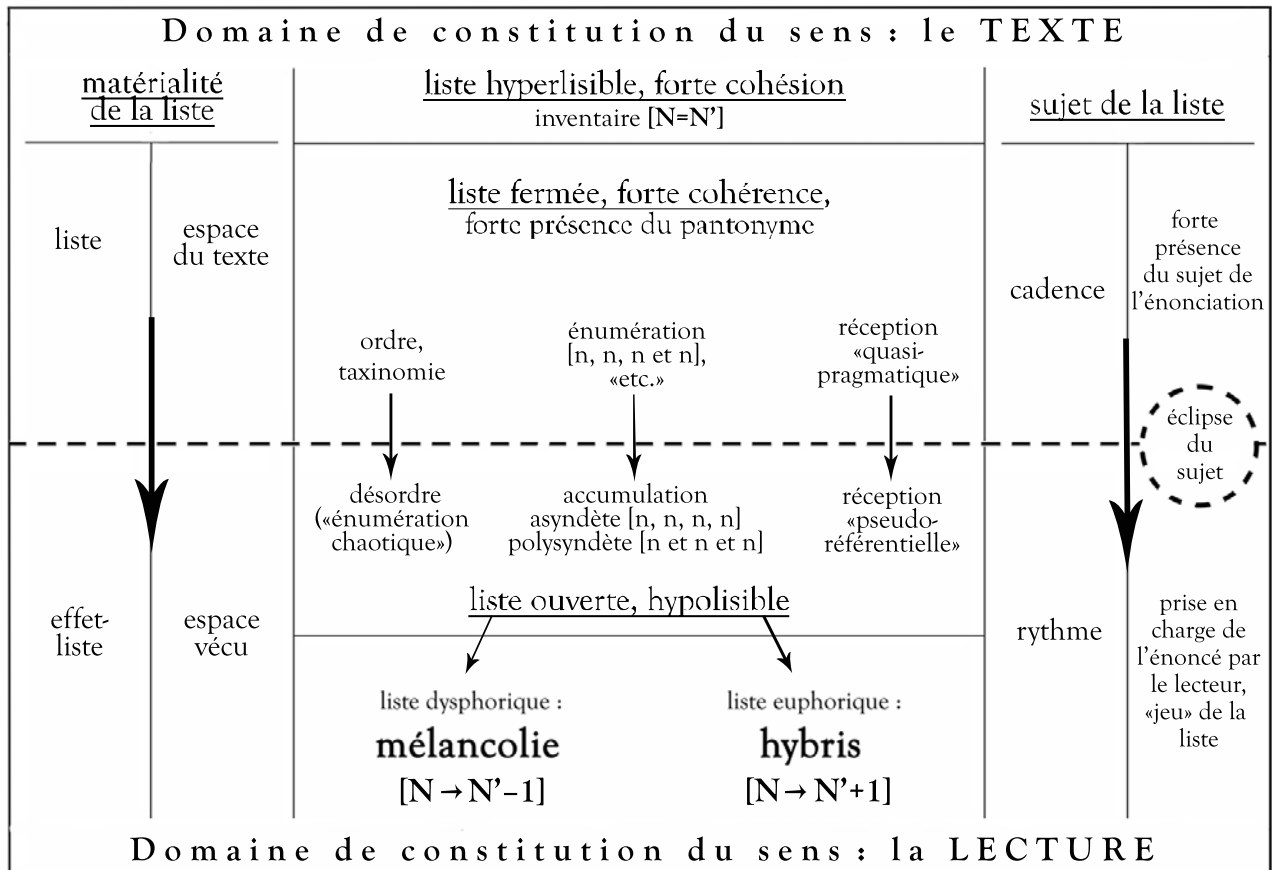 Domaine de constitution du sens : le TEXTE
matérialité
de la liste
liste hyperlisible, forte cohésion
inventaire [N=N’]
sujet de la liste
liste fermée, forte cohérence,
forte présence du pantonyme
liste
espace
du texte
cadence
forte
présence
du sujet de
l’énonciation
ordre,
taxinomie
énumération
[n, n, n et n],
«etc.»
réception
«quasi-
pragmatique»
éclipse
du
sujet
désordre
(«énumération
chaotique»)
accumulation
asyndète [n, n, n, n]
polysyndète [n et n et n]
réception
«pseudo-
référentielle»
liste ouverte, hypolisible
effet-
liste
espace
vécu
rythme
prise en
charge de
l’énoncé par
le lecteur,
«jeu» de la
liste
liste dysphorique :
mélancolie
[N → N’–1]
liste euphorique :
hybris
[N → N’+1]
Domaine de constitution du sens : la LECTURE